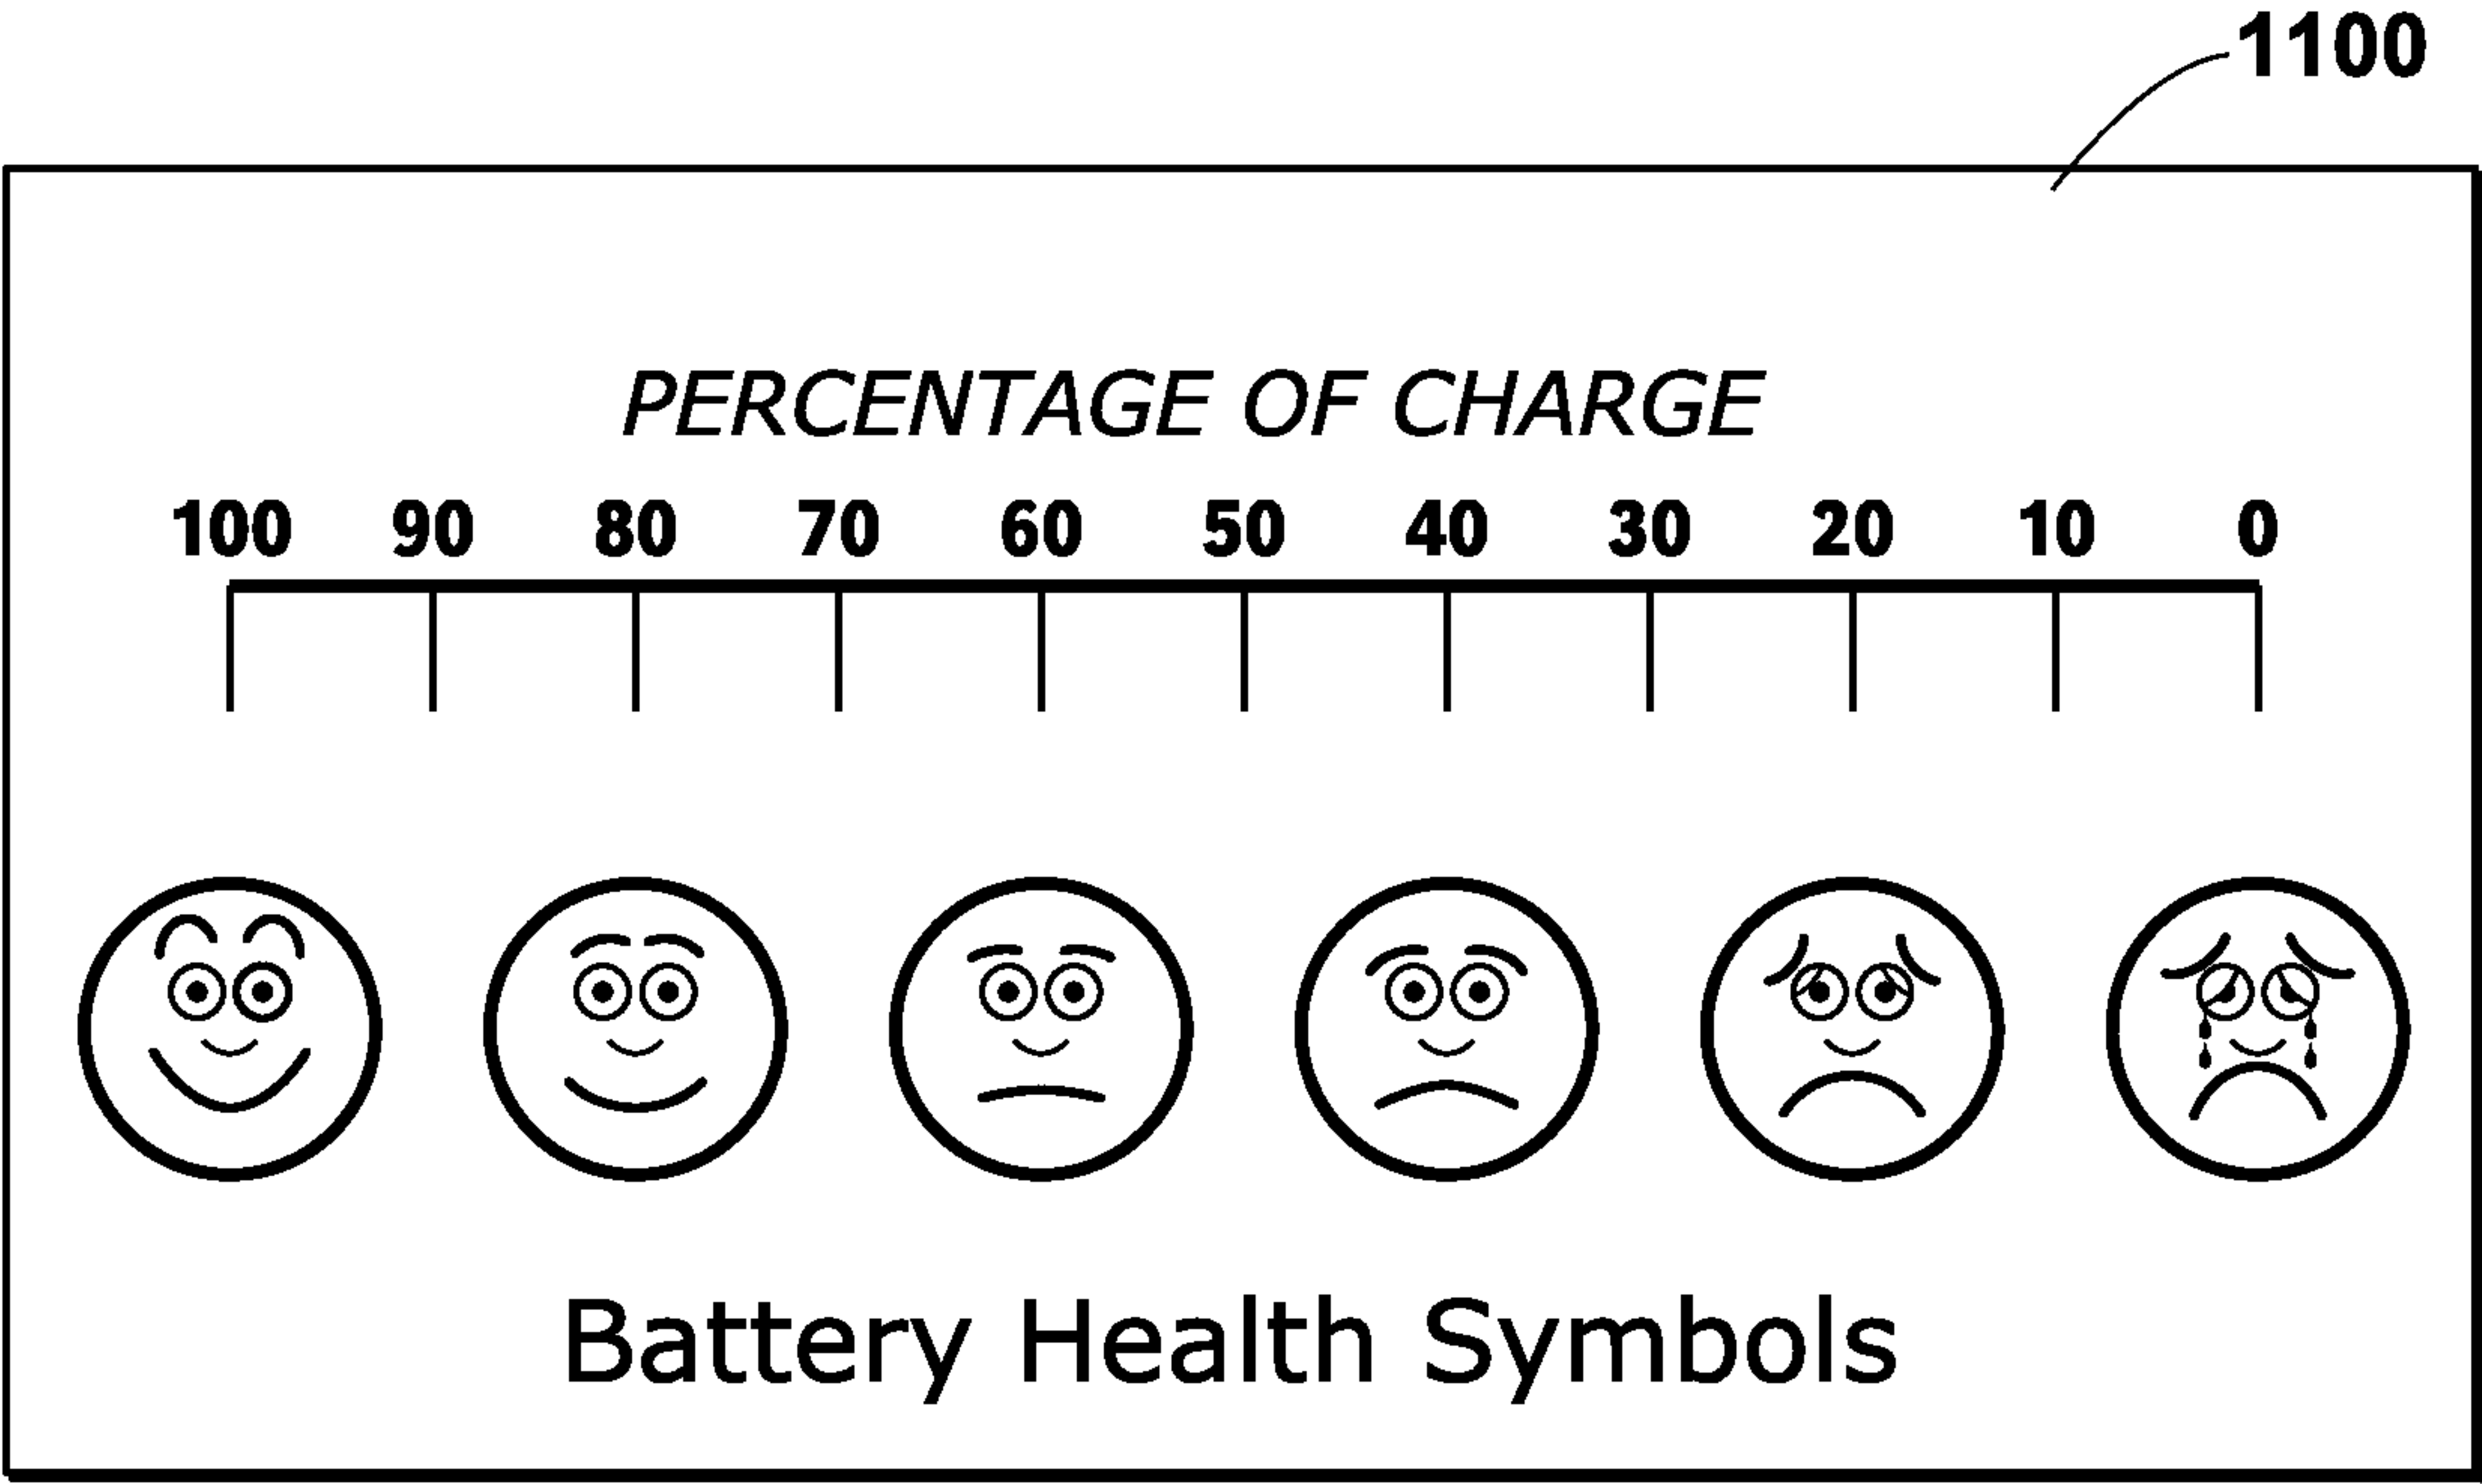 1100
PERCENTAGE OF CHARGE
100 90 80 70 60 50 40 30 20 10 0
Battery Health Symbols